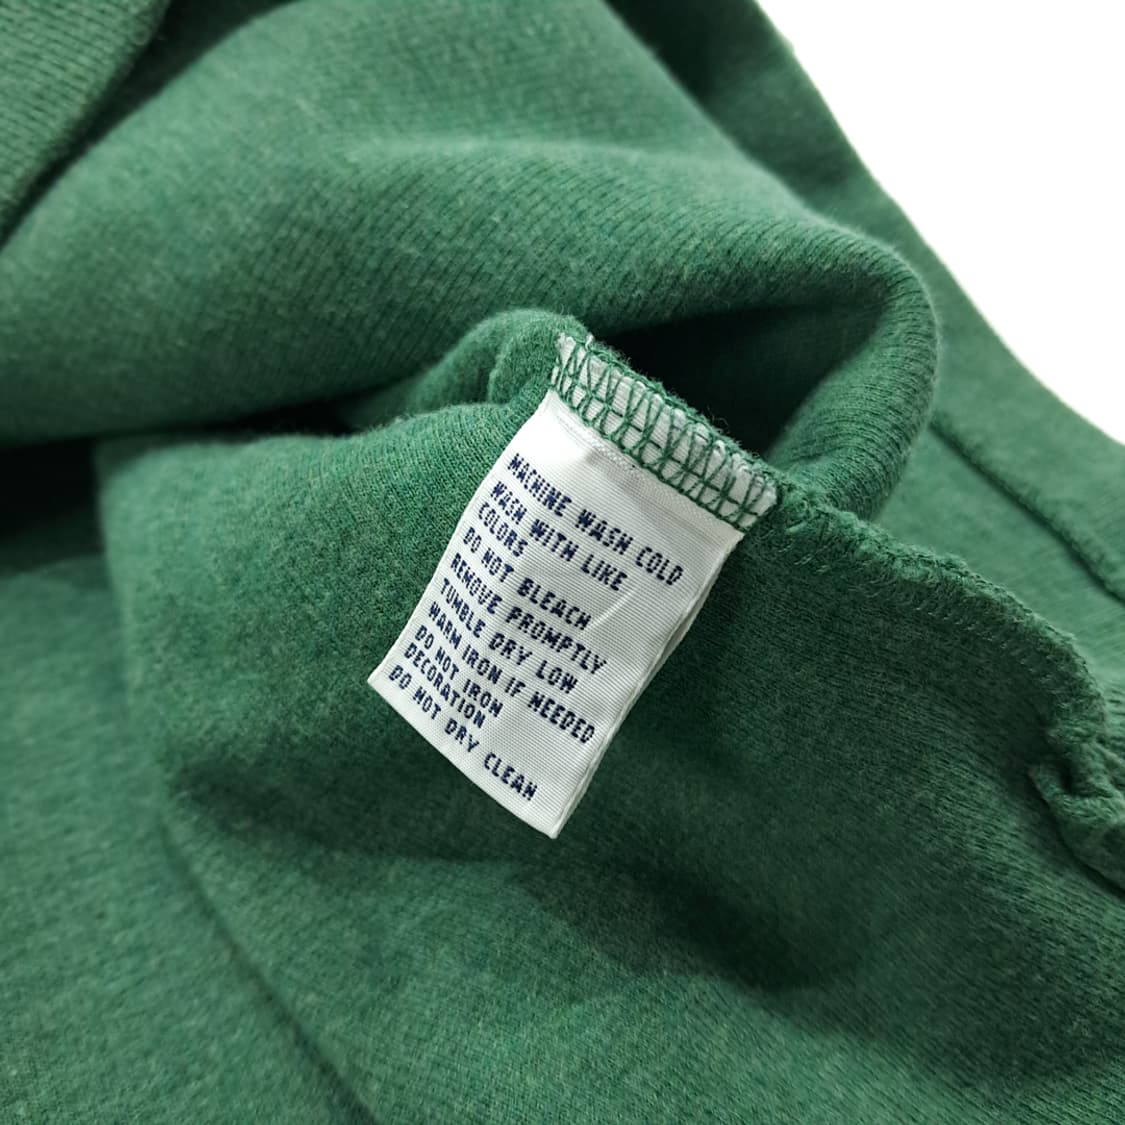 MACHINE WASH COLD
WASH WITH LIKE
COLORS
DO NOT BLEACH
REMOVE PROMPTLY
TUMBLE DRY LOW
WARM IRON IF NEEDED
DO NOT IRON
DECORATION
DO NOT DRY CLEAN